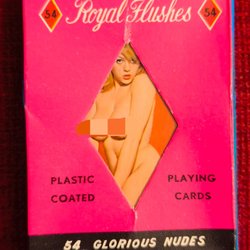 54 Royal Flushes 54
PLASTIC COATED
PLAYING CARDS
54 GLORIOUS NUDES